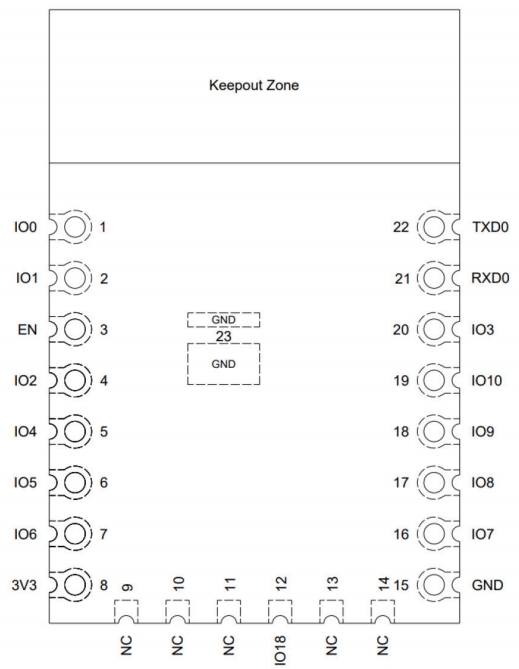 Keepout Zone
IO0 1 22 TXD0
IO1 2 21 RXD0
EN 3 20 IO3
GND
23
IO2 4 GND 19 IO10
IO4 5 18 IO9
IO5 6 17 IO8
IO6 7 16 IO7
3V3 8 9 10 11 12 13 14 15 GND
NC NC NC IO18 NC NC